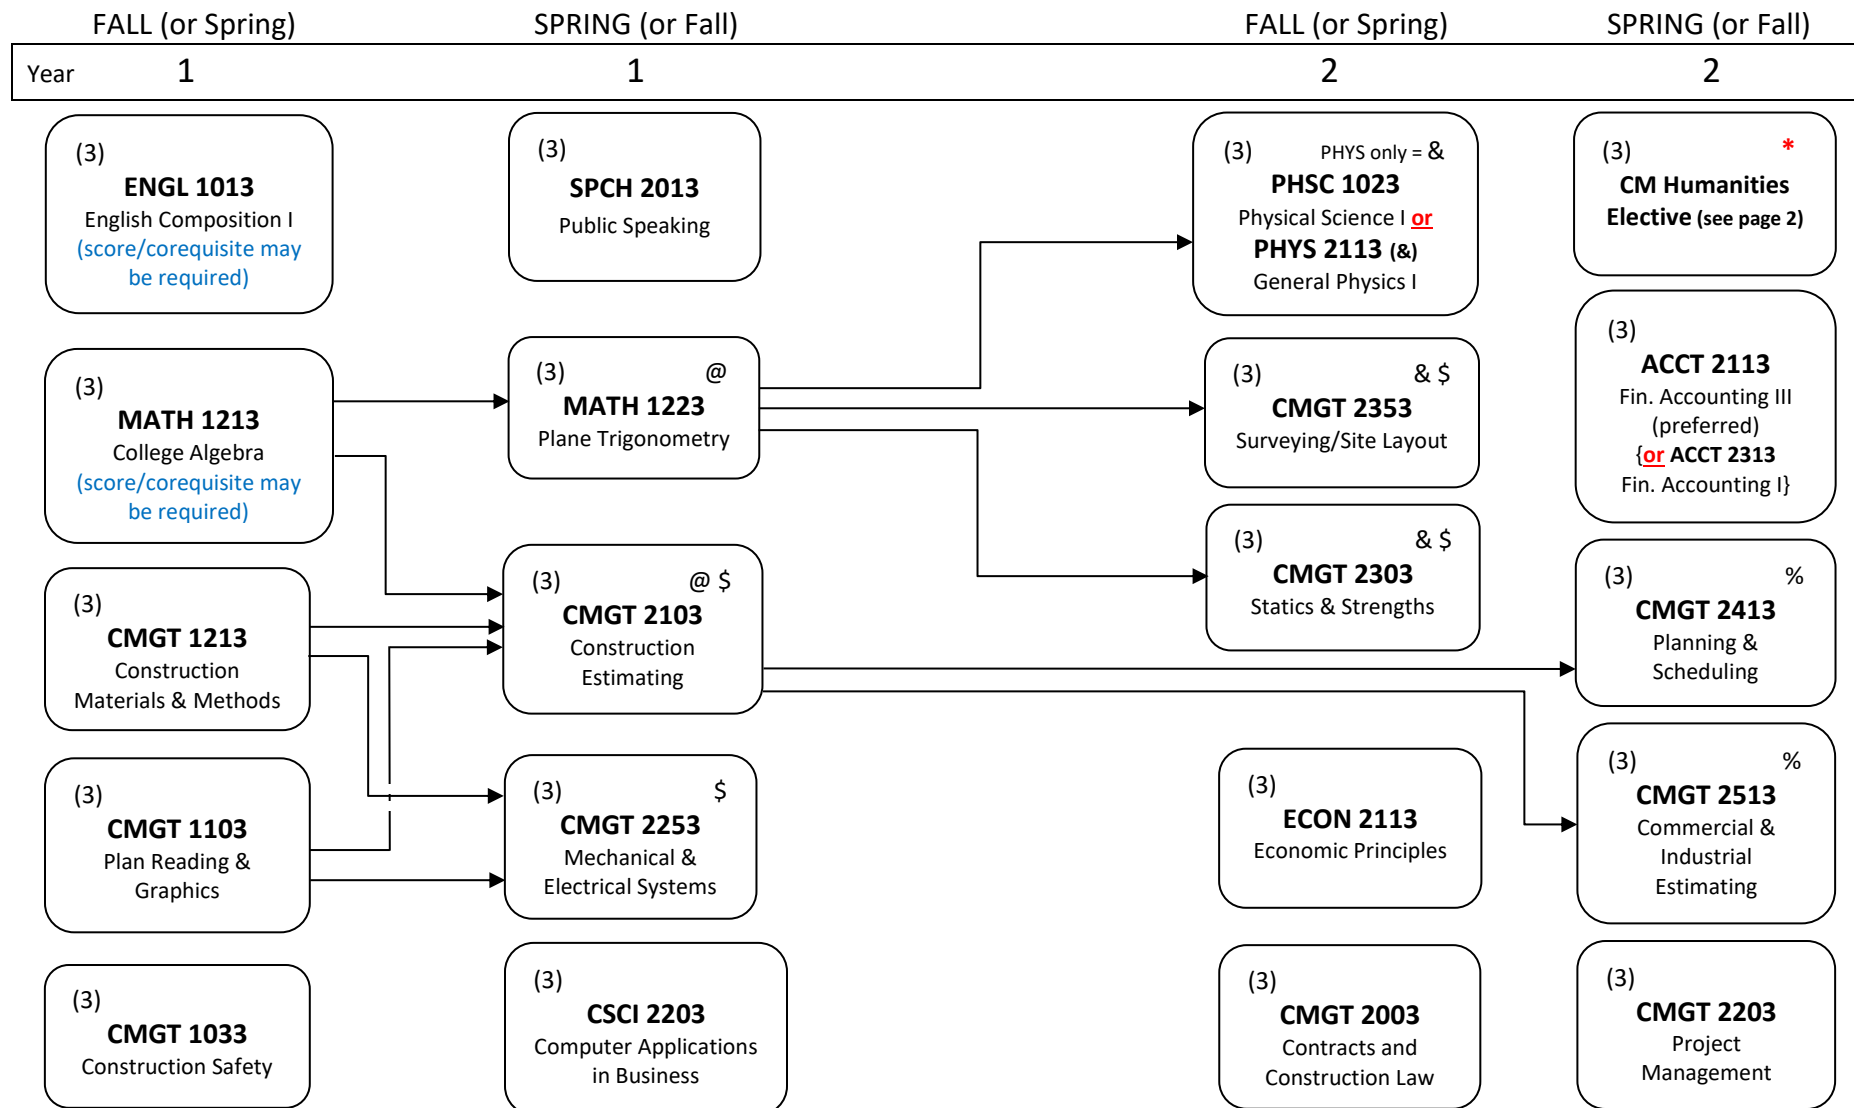 FALL (or Spring)
SPRING (or Fall)
FALL (or Spring)
SPRING (or Fall)
Year 1 1 2 2
(3)
ENGL 1013
English Composition I
(score/corequisite may
be required)
(3)
MATH 1213
College Algebra
(score/corequisite may
be required)
(3)
CMGT 1213
Construction
Materials & Methods
(3)
CMGT 1103
Plan Reading &
Graphics
(3)
CMGT 1033
Construction Safety
(3)
SPCH 2013
Public Speaking
(3) @
MATH 1223
Plane Trigonometry
(3) @ $
CMGT 2103
Construction
Estimating
(3) $
CMGT 2253
Mechanical &
Electrical Systems
(3)
CSCI 2203
Computer Applications
in Business
(3) PHYS only = &
PHSC 1023
Physical Science I or
PHYS 2113 (&)
General Physics I
(3) & $
CMGT 2353
Surveying/Site Layout
(3) & $
CMGT 2303
Statics & Strengths
(3)
ECON 2113
Economic Principles
(3)
CMGT 2003
Contracts and
Construction Law
(3) *
CM Humanities
Elective (see page 2)
(3)
ACCT 2113
Fin. Accounting III
(preferred)
{or ACCT 2313
Fin. Accounting I}
(3) %
CMGT 2413
Planning &
Scheduling
(3) %
CMGT 2513
Commercial &
Industrial
Estimating
(3)
CMGT 2203
Project
Management